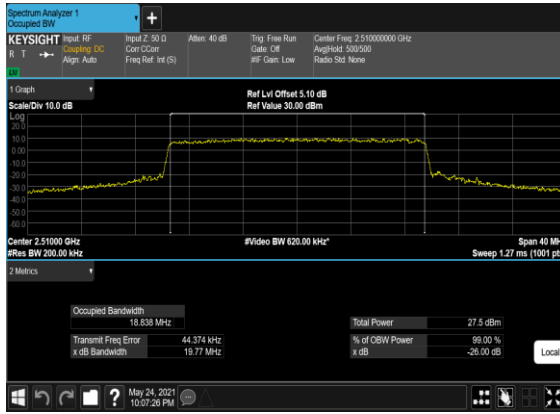 Spectrum Analyzer 1
Occupied BW
+
KEYSIGHT Input: RF Input Z: 50 Ω Atten: 40 dB Trig: Free Run Center Freq: 2.510000000 GHz
R T Coupling: DC Corr CCorr Gate: Off Avg|Hold: 500/500
Align: Auto Freq Ref: Int (S) #IF Gain: Low Radio Std: None
LW
1 Graph
Ref Lvl Offset 5.10 dB
Scale/Div 10.0 dB Ref Value 30.00 dBm
Log
20.0
10.0
0.00
-10.0
-20.0
-30.0
-40.0
-50.0
-60.0
Center 2.51000 GHz #Video BW 620.00 kHz* Span 40 MH
#Res BW 200.00 kHz Sweep 1.27 ms (1001 pt
2 Metrics
Occupied Bandwidth
18.838 MHz Total Power 27.5 dBm
Transmit Freq Error 44.374 kHz % of OBW Power 99.00 %
x dB Bandwidth 19.77 MHz x dB -26.00 dB
Local
? May 24, 2021
10:07:26 PM